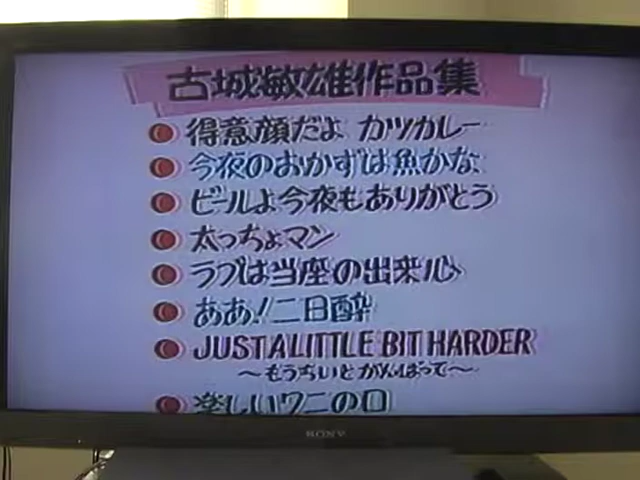 古城敏雄作品集
得意顔だよ カツカレー
今夜のおかずは魚かな
ビールよ今夜もありがとう
太っちょマン
ラブは当座の出来心
ああ!二日酔
JUST A LITTLE BIT HARDER
〜もうちぃとがんばって〜
楽しいワニの口
SONY